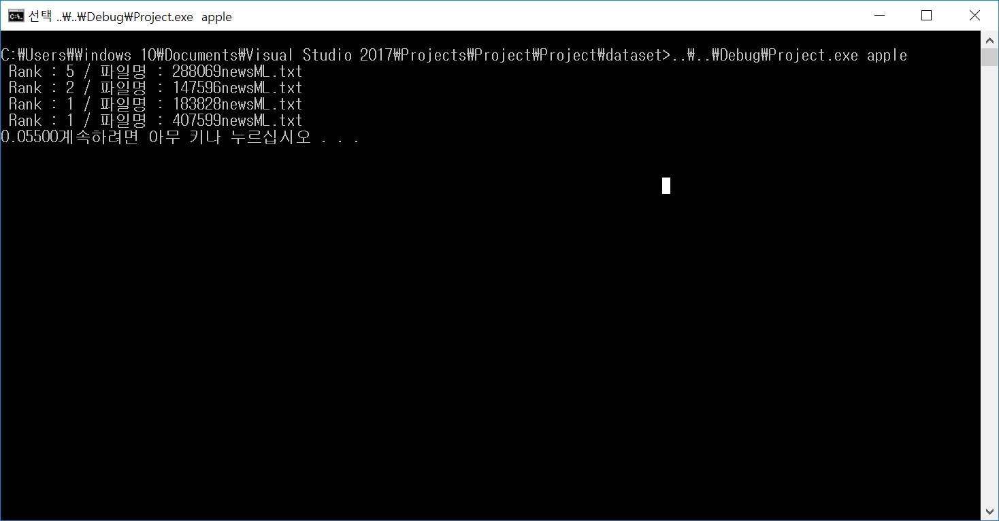 선택 ..₩..₩Debug₩Project.exe apple
C:₩Users₩Windows 10₩Documents₩Visual Studio 2017₩Projects₩Project₩Project₩dataset>..₩..₩Debug₩Project.exe apple
Rank : 5 / 파일명 : 288069newsML.txt
Rank : 2 / 파일명 : 147596newsML.txt
Rank : 1 / 파일명 : 183828newsML.txt
Rank : 1 / 파일명 : 407599newsML.txt
0.05500계속하려면 아무 키나 누르십시오 . . .